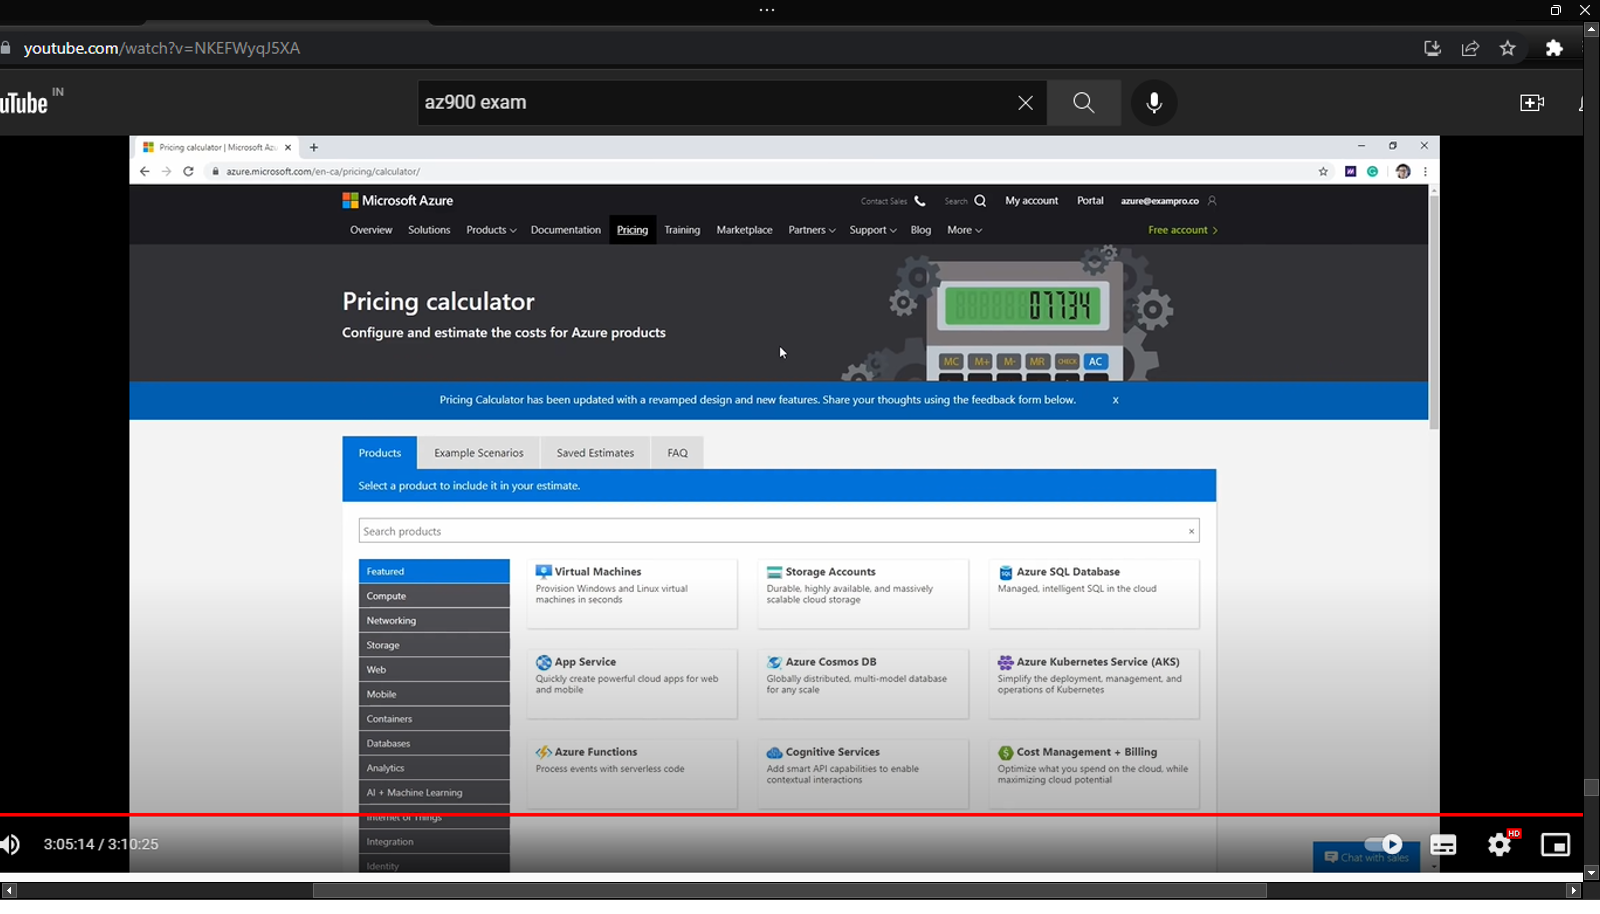 youtube.com/watch?v=NKEFWyqJ5XA
uTube IN
az900 exam
Pricing calculator | Microsoft Azu
azure.microsoft.com/en-ca/pricing/calculator/
Microsoft Azure
Contact Sales Search My account Portal azure@exampro.co
Overview Solutions Products Documentation Pricing Training Marketplace Partners Support Blog More Free account
Pricing calculator
Configure and estimate the costs for Azure products
07734
MC M+ M- MR CHECK AC
Pricing Calculator has been updated with a revamped design and new features. Share your thoughts using the feedback form below. x
Products Example Scenarios Saved Estimates FAQ
Select a product to include it in your estimate.
Search products
Featured
Compute
Networking
Storage
Web
Mobile
Containers
Databases
Analytics
AI + Machine Learning
Internet of Things
Integration
Identity
Virtual Machines
Provision Windows and Linux virtual
machines in seconds
Storage Accounts
Durable, highly available, and massively
scalable cloud storage
SQL
Azure SQL Database
Managed, intelligent SQL in the cloud
App Service
Quickly create powerful cloud apps for web
and mobile
Azure Cosmos DB
Globally distributed, multi-model database
for any scale
Azure Kubernetes Service (AKS)
Simplify the deployment, management, and
operations of Kubernetes
Azure Functions
Process events with serverless code
Cognitive Services
Add smart API capabilities to enable
contextual interactions
Cost Management + Billing
Optimize what you spend on the cloud, while
maximizing cloud potential
Chat with sales
3:05:14 / 3:10:25
HD